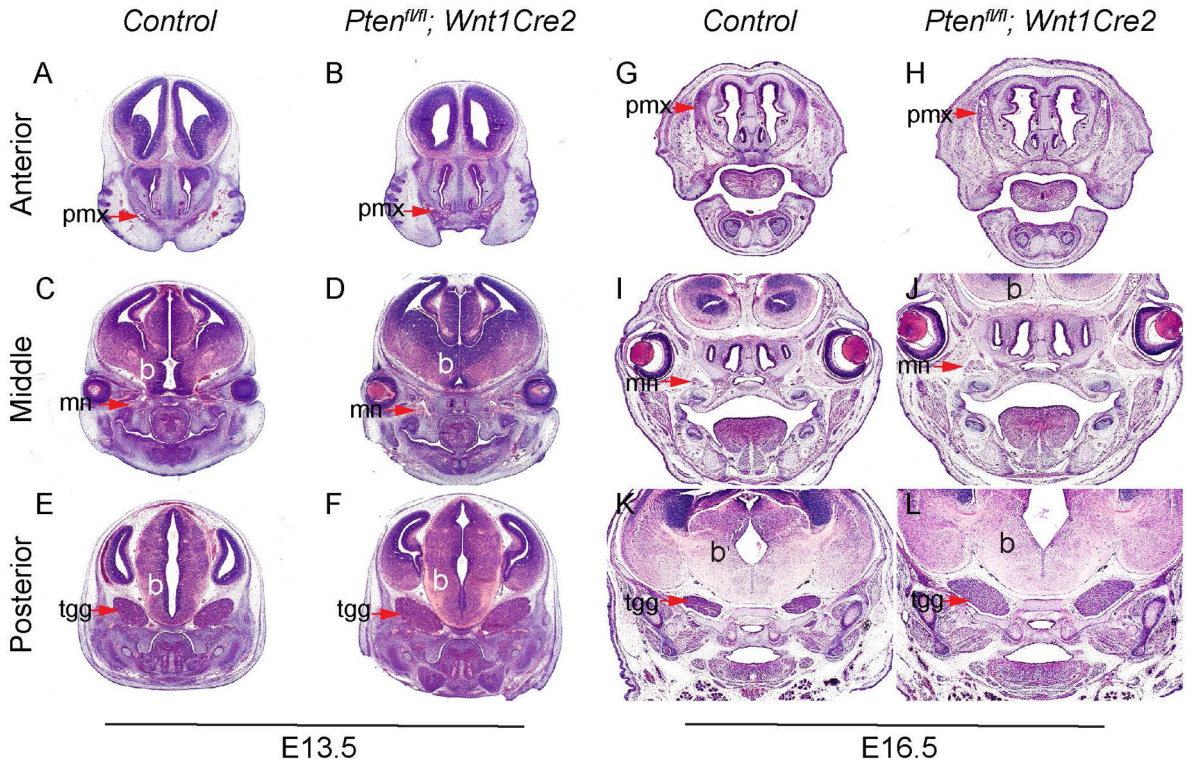 Control Pten^fl/fl; Wnt1Cre2 Control Pten^fl/fl; Wnt1Cre2
Anterior
A B G H
pmx pmx pmx pmx
Middle
C D I J
b b b
mn mn mn mn
Posterior
E F K L
b b b b
tgg tgg tgg tgg
E13.5 E16.5